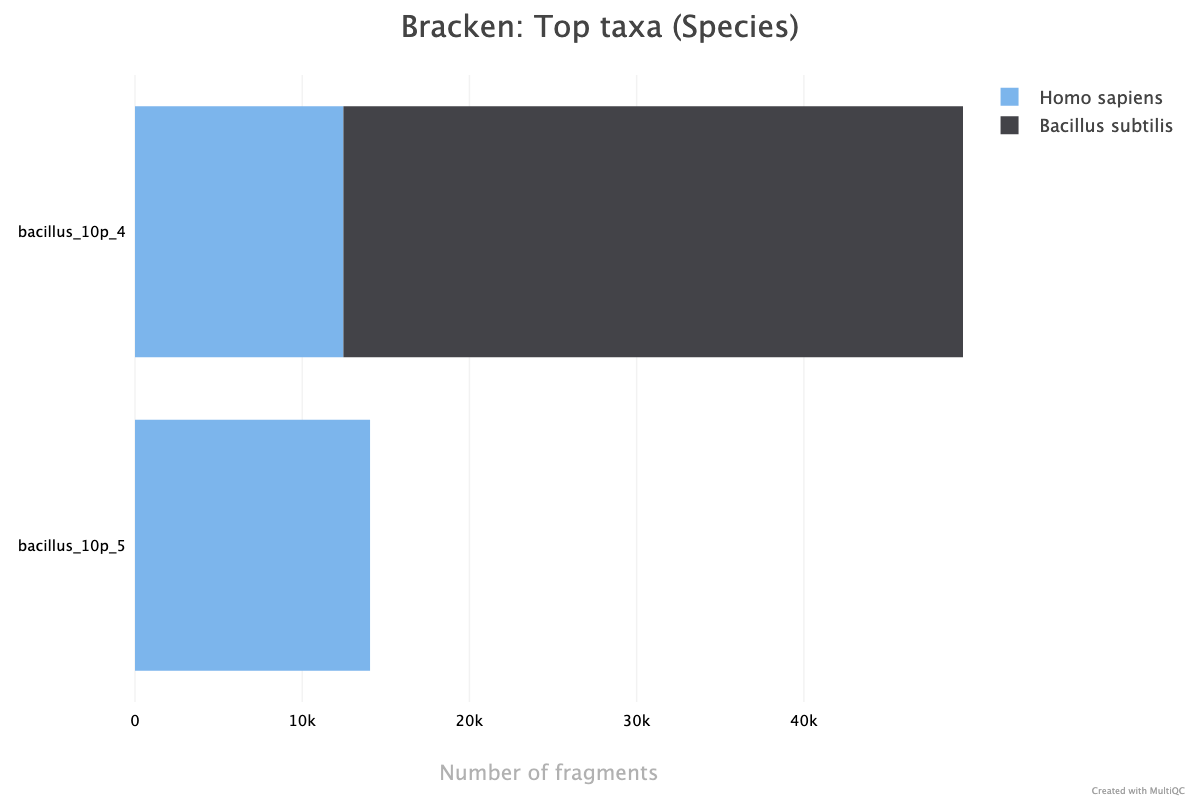 Bracken: Top taxa (Species)
Homo sapiens
Bacillus subtilis
bacillus_10p_4
bacillus_10p_5
0 10k 20k 30k 40k
Number of fragments
Created with MultiQC